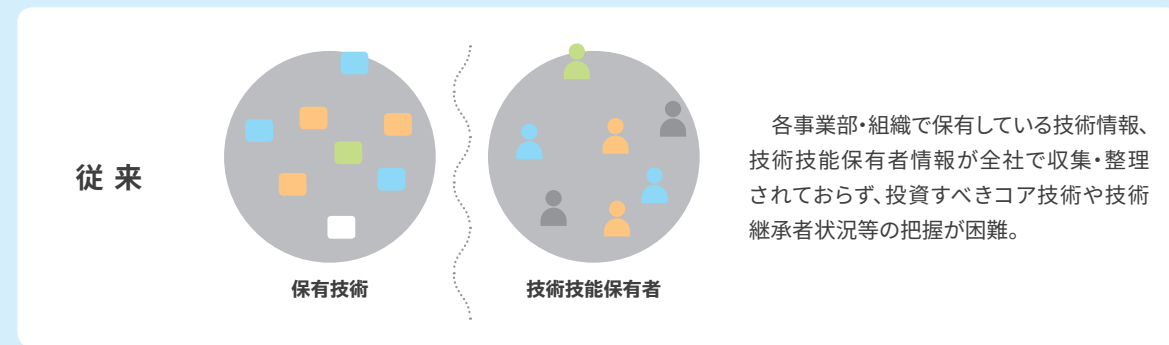 従来
保有技術
技術技能保有者
各事業部・組織で保有している技術情報、
技術技能保有者情報が全社で収集・整理
されておらず、投資すべきコア技術や技術
継承者状況等の把握が困難。